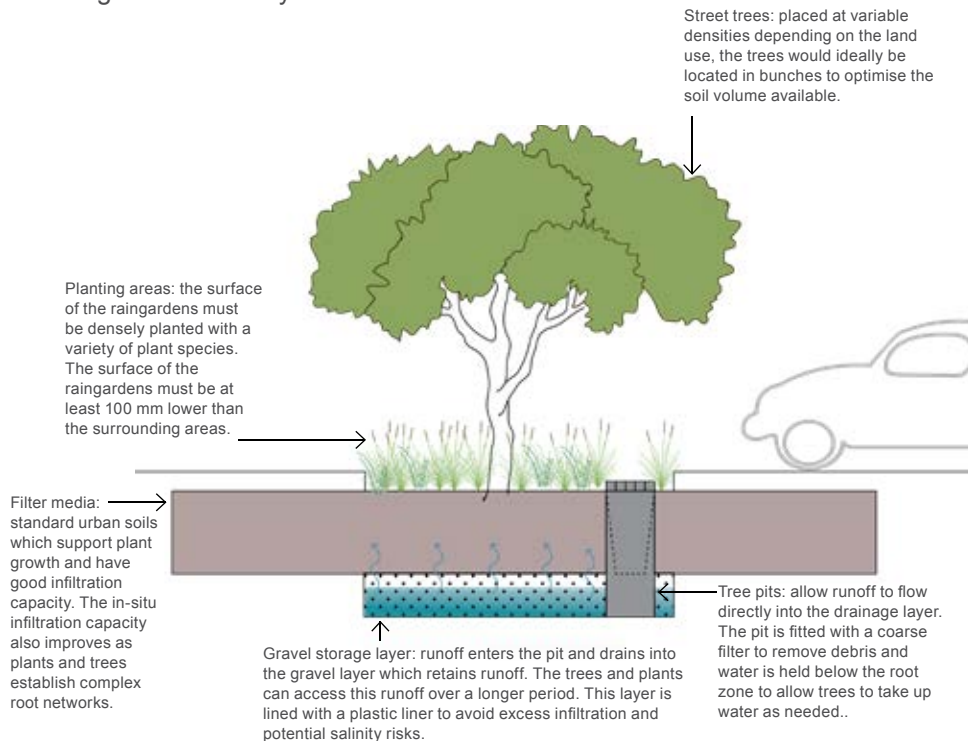 Street trees: placed at variable
densities depending on the land
use, the trees would ideally be
located in bunches to optimise the
soil volume available.
Planting areas: the surface
of the raingardens must
be densely planted with a
variety of plant species.
The surface of the
raingardens must be at
least 100 mm lower than
the surrounding areas.
Filter media:
standard urban soils
which support plant
growth and have
good infiltration
capacity. The in-situ
infiltration capacity
also improves as
plants and trees
establish complex
root networks.
Gravel storage layer: runoff enters the pit and drains into
the gravel layer which retains runoff. The trees and plants
can access this runoff over a longer period. This layer is
lined with a plastic liner to avoid excess infiltration and
potential salinity risks.
Tree pits: allow runoff to flow
directly into the drainage layer.
The pit is fitted with a coarse
filter to remove debris and
water is held below the root
zone to allow trees to take up
water as needed..